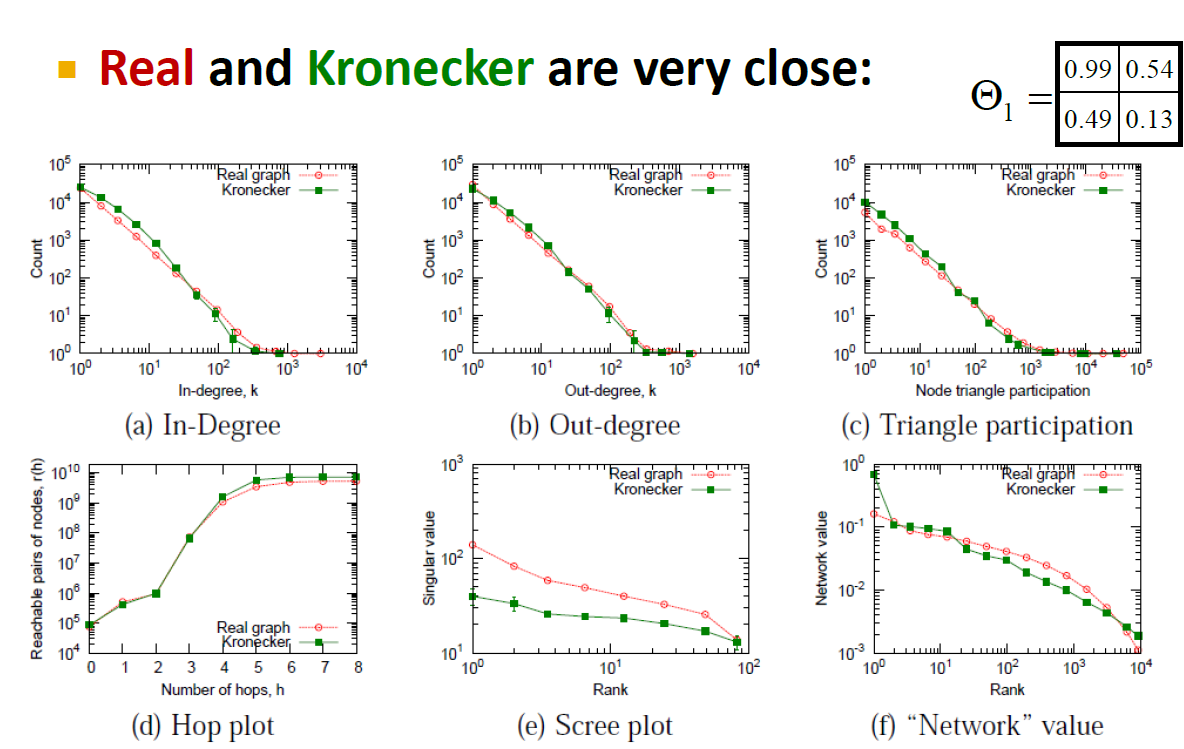 Real and Kronecker are very close:
Θ1 =
0.99 0.54
0.49 0.13
10^5
10^4
10^3
10^2
10^1
10^0
Count
10^0 10^1 10^2 10^3 10^4
In-degree, k
Real graph
Kronecker
(a) In-Degree
10^5
10^4
10^3
10^2
10^1
10^0
Count
10^0 10^1 10^2 10^3 10^4
Out-degree, k
Real graph
Kronecker
(b) Out-degree
10^5
10^4
10^3
10^2
10^1
10^0
Count
10^0 10^1 10^2 10^3 10^4 10^5
Node triangle participation
Real graph
Kronecker
(c) Triangle participation
10^10
10^9
10^8
10^7
10^6
10^5
10^4
Reachable pairs of nodes, r(h)
0 1 2 3 4 5 6 7 8
Number of hops, h
Real graph
Kronecker
(d) Hop plot
10^3
10^2
10^1
Singular value
10^0 10^1 10^2
Rank
Real graph
Kronecker
(e) Scree plot
10^0
10^-1
10^-2
10^-3
Network value
10^0 10^1 10^2 10^3 10^4
Rank
Real graph
Kronecker
(f) “Network” value